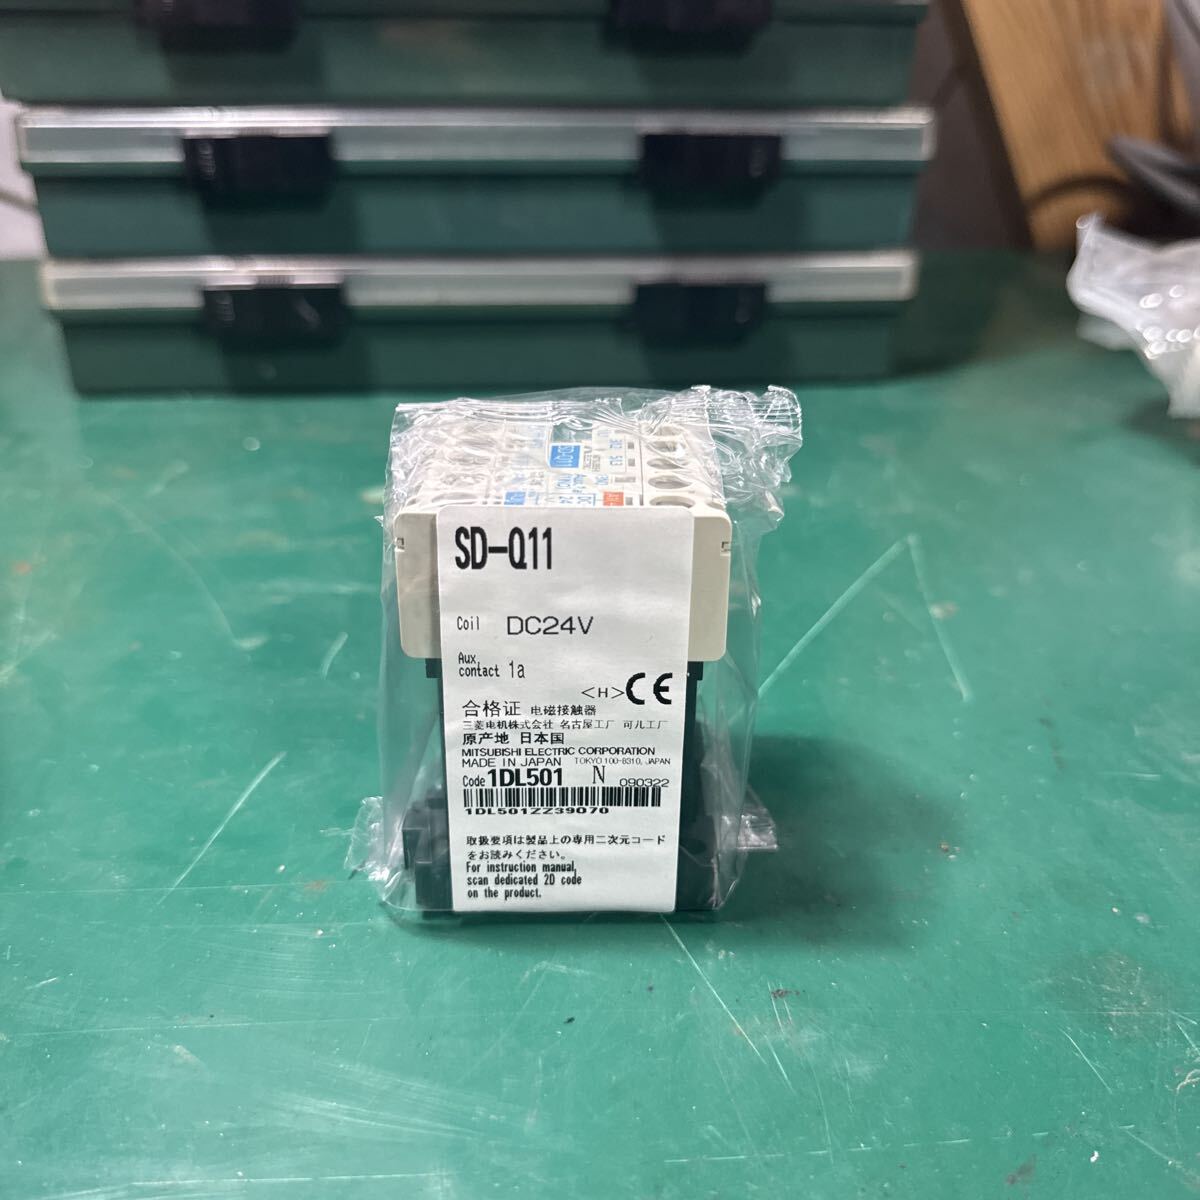 SD-Q11
Coil DC24V
Aux.
contact 1a
<H> CE
合格证 电磁接触器
三菱电机株式会社 名古屋工厂 可儿工厂
原产地 日本国
MITSUBISHI ELECTRIC CORPORATION
MADE IN JAPAN TOKYO 100-8310, JAPAN
Code 1DL501 N 090322
1DL501ZZ39070
取扱要項は製品上の専用二次元コード
をお読みください。
For instruction manual,
scan dedicated 2D code
on the product.